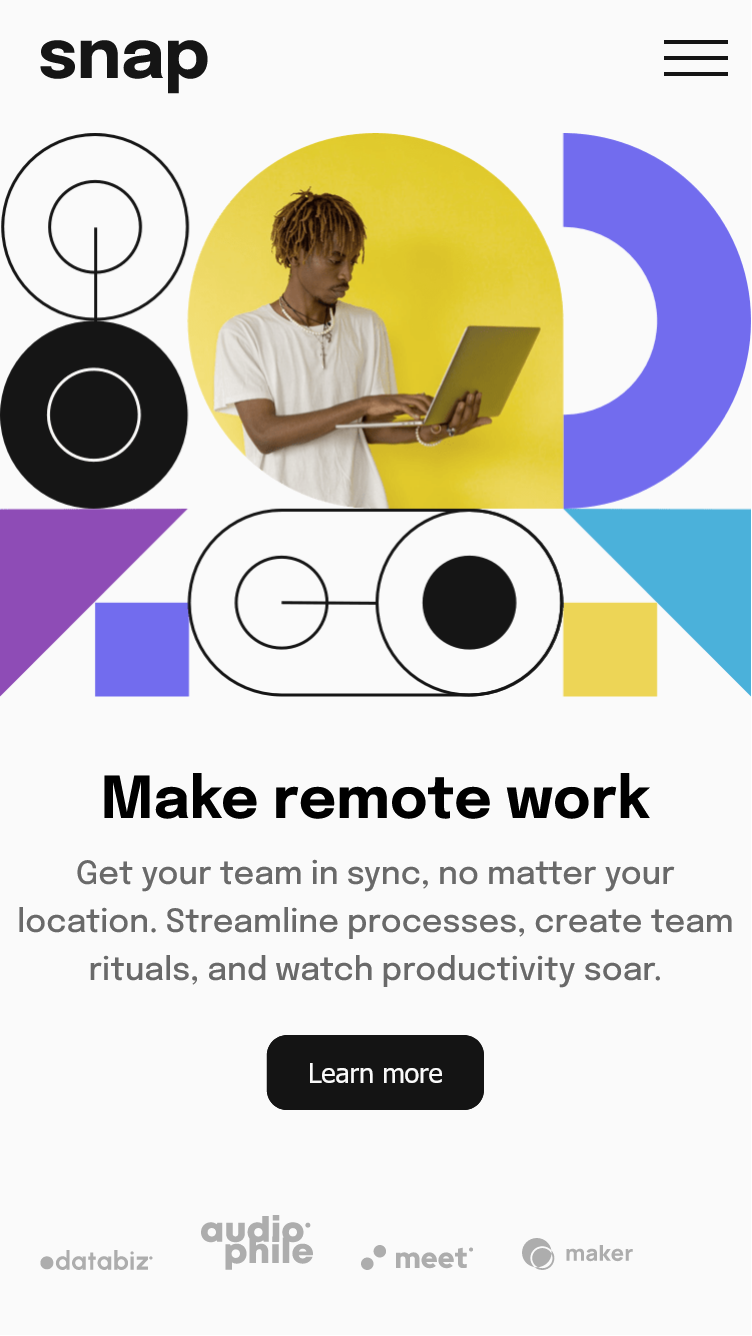 snap
Make remote work
Get your team in sync, no matter your
location. Streamline processes, create team
rituals, and watch productivity soar.
Learn more
databiz
audio
phile
meet
maker